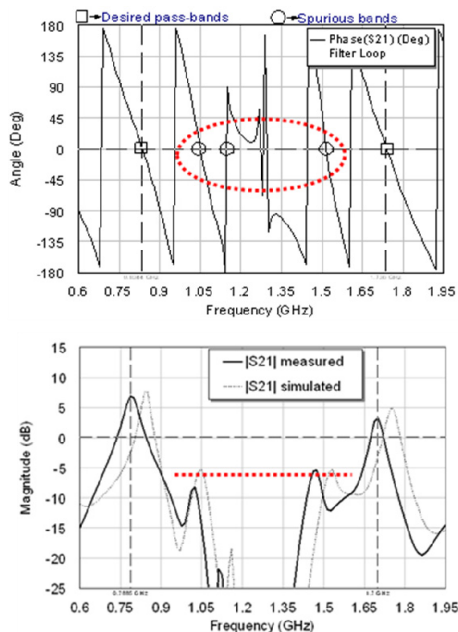 Desired pass-bands Spurious bands
180
135
90
45
0
-45
-90
-135
-180
Angle (Deg)
Phase(S21) (Deg)
Filter Loop
0.6 0.75 0.9 1.05 1.2 1.35 1.5 1.65 1.8 1.95
Frequency (GHz)
15
10
5
0
-5
-10
-15
-20
-25
Magnitude (dB)
|S21| measured
|S21| simulated
0.6 0.75 0.9 1.05 1.2 1.35 1.5 1.65 1.8 1.95
Frequency (GHz)